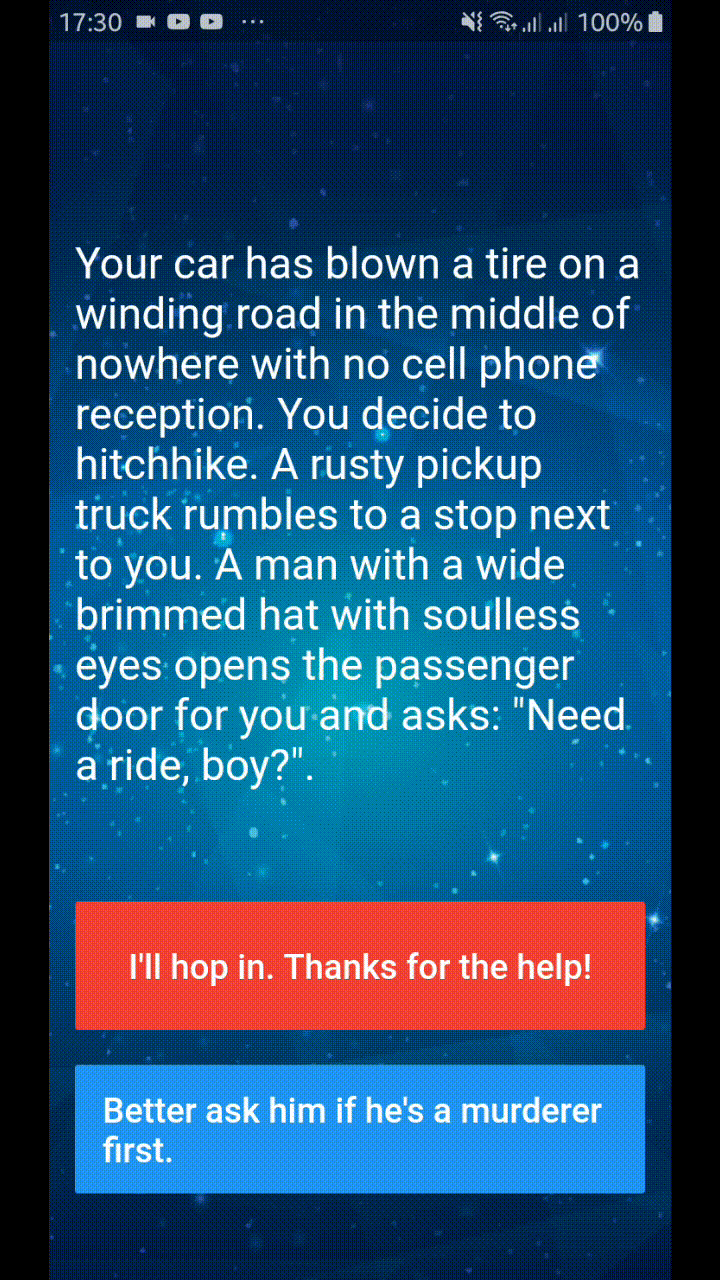 17:30 ... 100%
Your car has blown a tire on a
winding road in the middle of
nowhere with no cell phone
reception. You decide to
hitchhike. A rusty pickup
truck rumbles to a stop next
to you. A man with a wide
brimmed hat with soulless
eyes opens the passenger
door for you and asks: "Need
a ride, boy?".
I'll hop in. Thanks for the help!
Better ask him if he's a murderer
first.